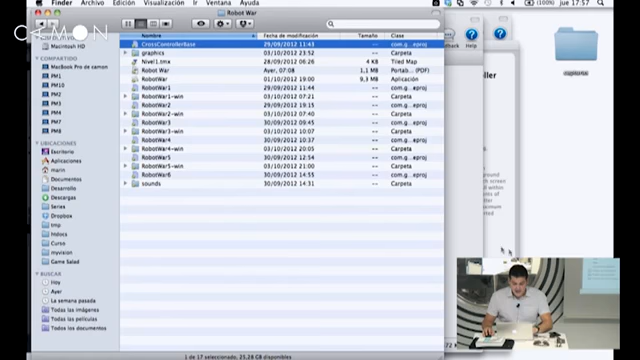 Finder Archivo Edición Visualización Ir Ventana Ayuda
(100%) jue 17:57
CAMON
Robot War
Nombre Fecha de modificación Tamaño Clase
CrossControllerBase 29/09/2012 11:43 -- com.g...eproj
graphics 03/10/2012 23:52 -- Carpeta
Nivel1.tmx 28/09/2012 06:26 4 KB Tiled Map
Robot War Ayer, 07:08 1,1 MB Portab... (PDF)
RobotWar 01/10/2012 19:00 9,3 MB Aplicación
RobotWar1 29/09/2012 11:44 -- com.g...eproj
RobotWar1-win 03/10/2012 07:21 -- Carpeta
RobotWar2 29/09/2012 19:15 -- com.g...eproj
RobotWar2-win 03/10/2012 07:44 -- Carpeta
RobotWar3 30/09/2012 09:45 -- com.g...eproj
RobotWar3-win 03/10/2012 10:07 -- Carpeta
RobotWar4 30/09/2012 10:37 -- com.g...eproj
RobotWar4-win 03/10/2012 20:05 -- Carpeta
RobotWar5 30/09/2012 12:54 -- com.g...eproj
RobotWar5-win 03/10/2012 21:00 -- Carpeta
RobotWar6 30/09/2012 14:55 -- com.g...eproj
sounds 30/09/2012 14:31 -- Carpeta
Macintosh HD
COMPARTIDO
MacBook Pro de camon
PM1
PM10
PM2
PM3
PM4
PM6
PM7
PM8
UBICACIONES
Escritorio
Aplicaciones
marin
Documentos
Desarrollo
Descargas
Series
Dropbox
tmp
htdocs
Curso
myvision
Game Salad
BUSCAR
Hoy
Ayer
La semana pasada
Todas las imágenes
Todas las películas
Todos los documentos
1 de 17 seleccionado, 25,28 GB disponibles
Help
Help